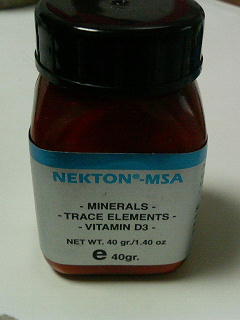 NEKTON®-MSA
- MINERALS -
- TRACE ELEMENTS -
- VITAMIN D3 -
NET WT. 40 gr./1.40 oz
e 40gr.